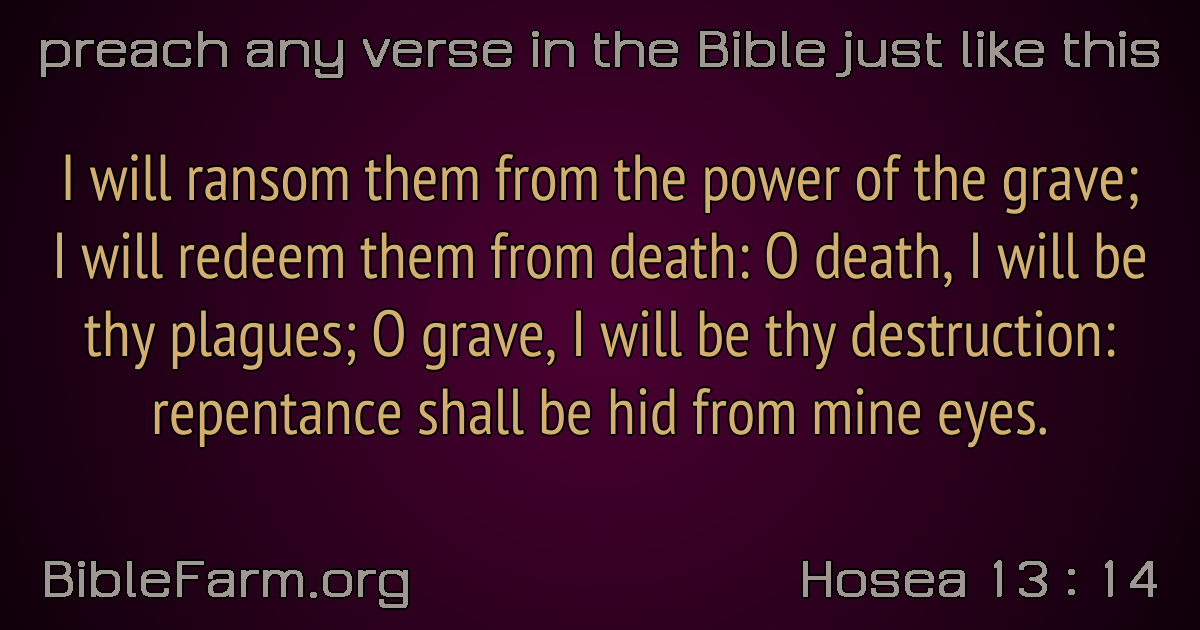 preach any verse in the Bible just like this
I will ransom them from the power of the grave;
I will redeem them from death: O death, I will be
thy plagues; O grave, I will be thy destruction:
repentance shall be hid from mine eyes.
BibleFarm.org
Hosea 13 : 14